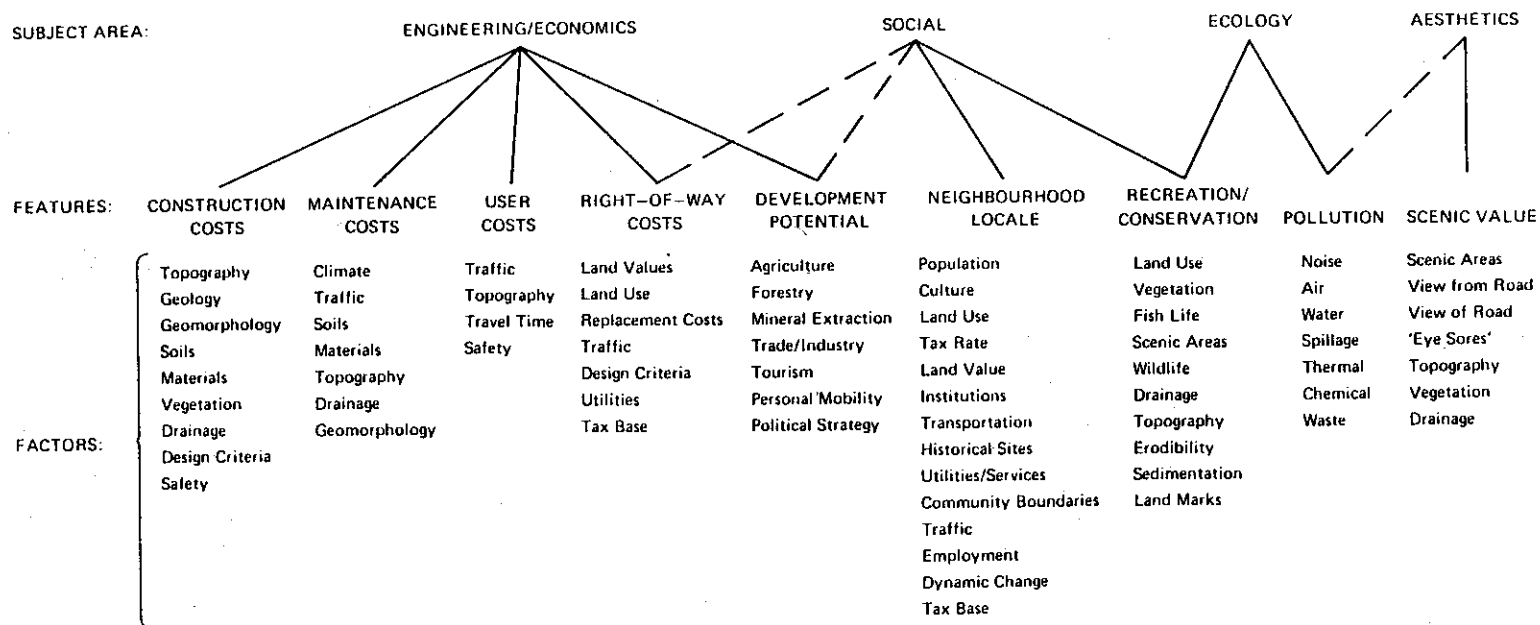 SUBJECT AREA: ENGINEERING/ECONOMICS SOCIAL ECOLOGY AESTHETICS
FEATURES:
CONSTRUCTION
COSTS
MAINTENANCE
COSTS
USER
COSTS
RIGHT-OF-WAY
COSTS
DEVELOPMENT
POTENTIAL
NEIGHBOURHOOD
LOCALE
RECREATION/
CONSERVATION
POLLUTION
SCENIC VALUE
FACTORS:
Topography
Geology
Geomorphology
Soils
Materials
Vegetation
Drainage
Design Criteria
Safety
Climate
Traffic
Soils
Materials
Topography
Drainage
Geomorphology
Traffic
Topography
Travel Time
Safety
Land Values
Land Use
Replacement Costs
Traffic
Design Criteria
Utilities
Tax Base
Agriculture
Forestry
Mineral Extraction
Trade/Industry
Tourism
Personal Mobility
Political Strategy
Population
Culture
Land Use
Tax Rate
Land Value
Institutions
Transportation
Historical Sites
Utilities/Services
Community Boundaries
Traffic
Employment
Dynamic Change
Tax Base
Land Use
Vegetation
Fish Life
Scenic Areas
Wildlife
Drainage
Topography
Erodibility
Sedimentation
Land Marks
Noise
Air
Water
Spillage
Thermal
Chemical
Waste
Scenic Areas
View from Road
View of Road
'Eye Sores'
Topography
Vegetation
Drainage